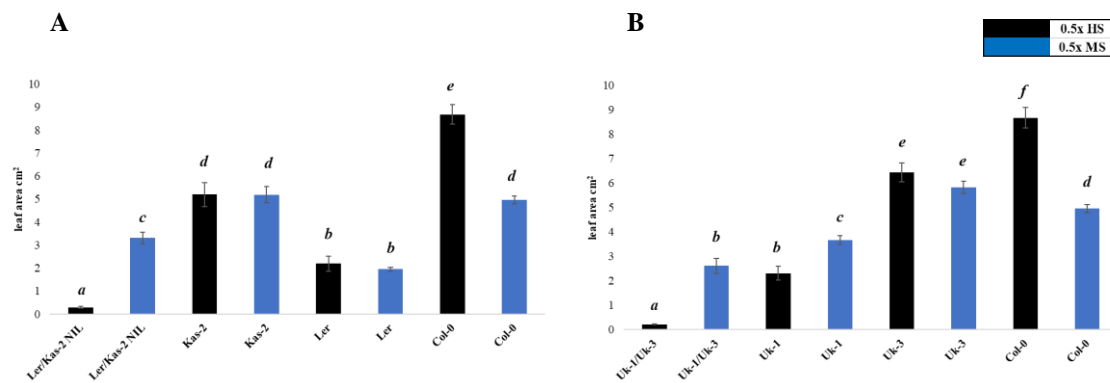 A
B
0.5x HS
0.5x MS
leaf area cm²
10
9
8
7
6
5
4
3
2
1
0
a
c
d
d
b
b
e
d
Ler/Kas-2 NIL
Ler/Kas-2 NIL
Kas-2
Kas-2
Ler
Ler
Col-0
Col-0
leaf area cm²
10
9
8
7
6
5
4
3
2
1
0
a
b
b
c
e
e
f
d
Uk-1/Uk-3
Uk-1/Uk-3
Uk-1
Uk-1
Uk-3
Uk-3
Col-0
Col-0